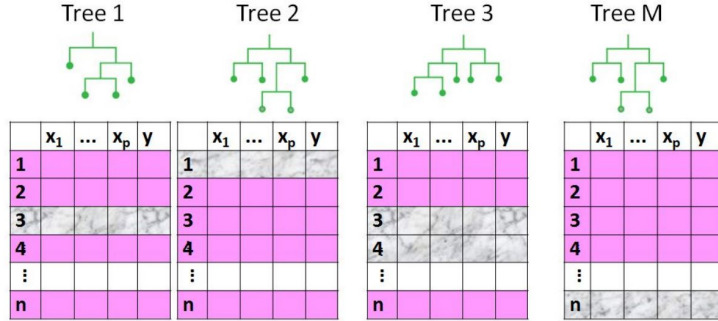 Tree 1 Tree 2 Tree 3 Tree M
x₁ ... xₚ y x₁ ... xₚ y x₁ ... xₚ y x₁ ... xₚ y
1 1 1 1
2 2 2 2
3 3 3 3
4 4 4 4
⋮ ⋮ ⋮ ⋮
n n n n